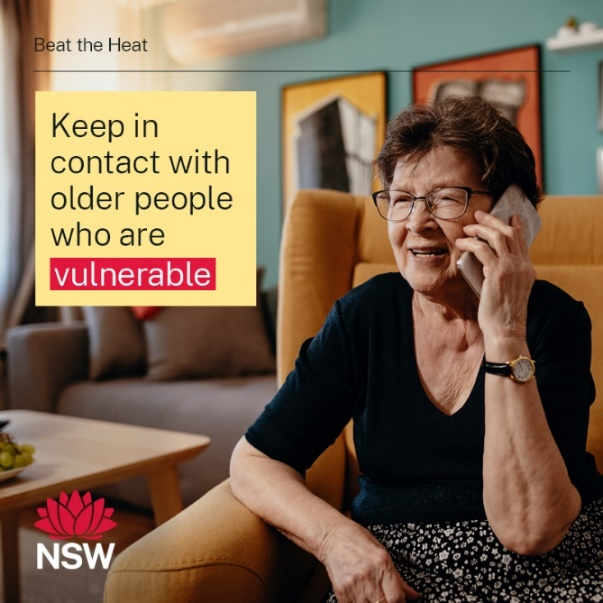 Beat the Heat
Keep in
contact with
older people
who are
vulnerable
NSW